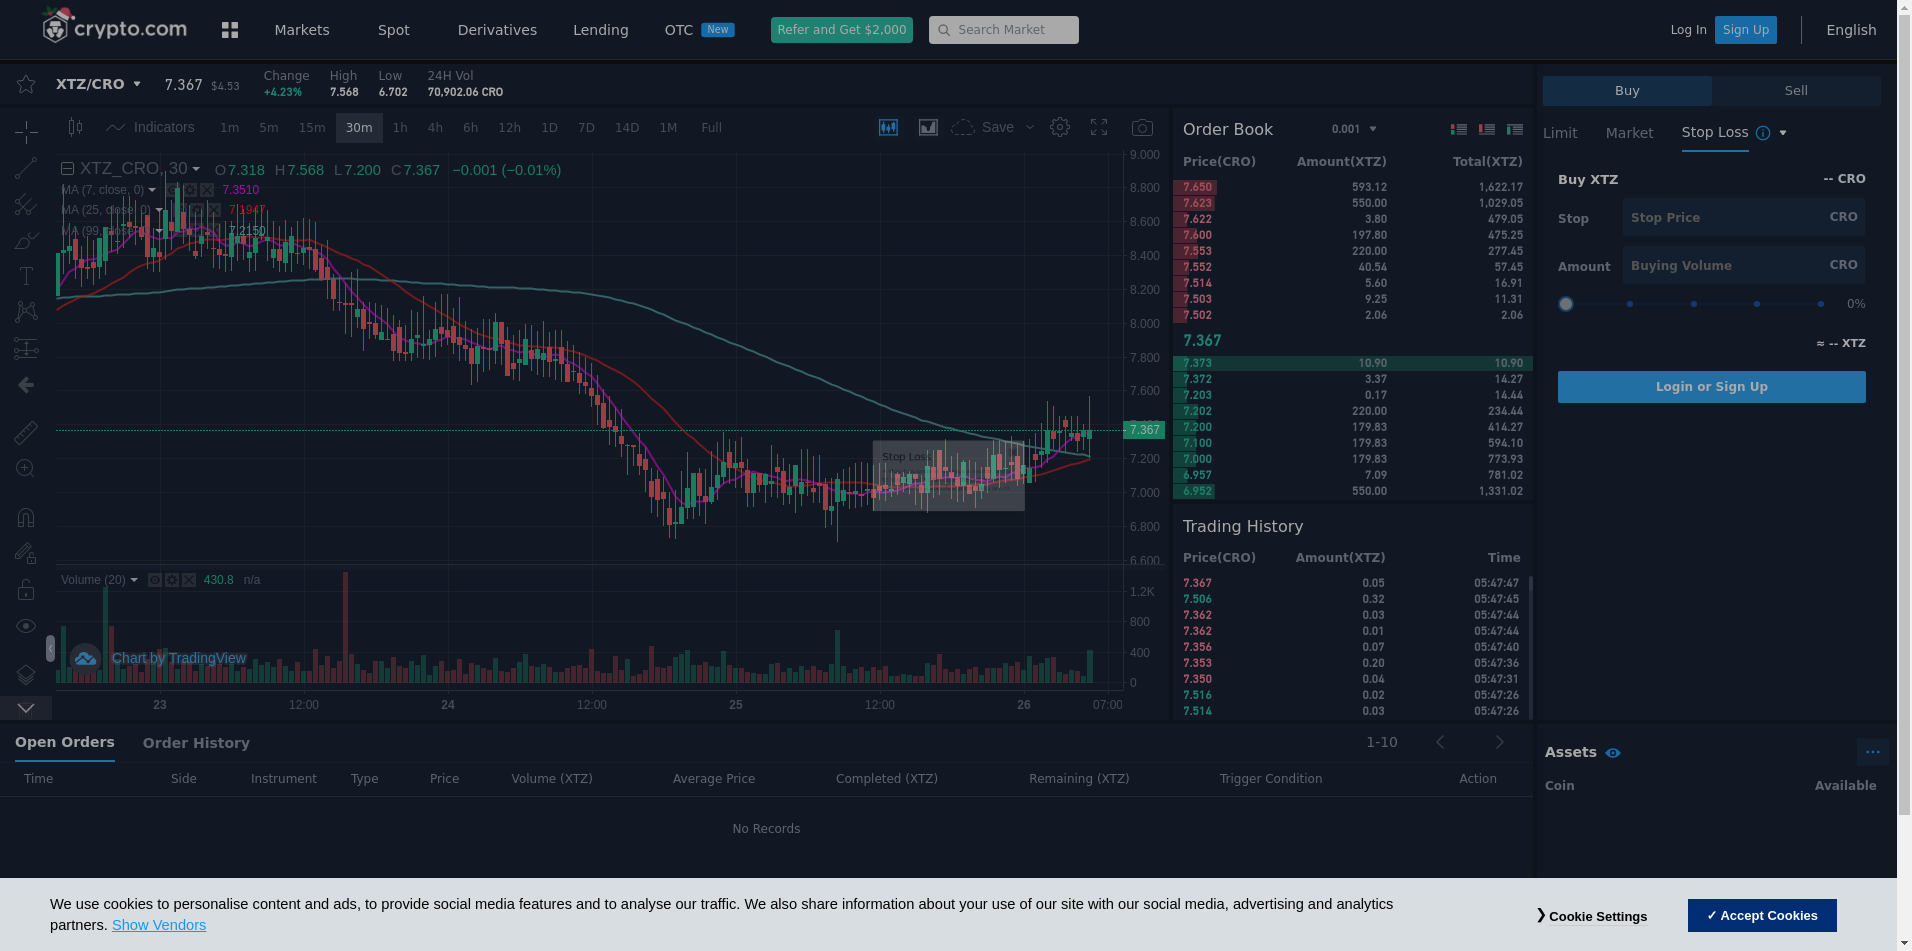 crypto.com Markets Spot Derivatives Lending OTC New Refer and Get $2,000 Search Market Log In Sign Up English
XTZ/CRO 7.367 $4.53
Change +4.23%
High 7.568
Low 6.702
24H Vol 70,902.06 CRO
Indicators 1m 5m 15m 30m 1h 4h 6h 12h 1D 7D 14D 1M Full Save
XTZ_CRO, 30 O7.318 H7.568 L7.200 C7.367 −0.001 (−0.01%)
MA (7, close, 0) 7.3510
MA (25, close, 0) 7.1947
MA (99, close, 0) 7.2150
9.000
8.800
8.600
8.400
8.200
8.000
7.800
7.600
7.367
7.200
7.000
6.800
6.600
Stop Loss
Volume (20) 430.8 n/a
1.2K
800
400
0
Chart by TradingView
23 12:00 24 12:00 25 12:00 26 07:00
Order Book 0.001
Price(CRO) Amount(XTZ) Total(XTZ)
7.650 593.12 1,622.17
7.623 550.00 1,029.05
7.622 3.80 479.05
7.600 197.80 475.25
7.553 220.00 277.45
7.552 40.54 57.45
7.514 5.60 16.91
7.503 9.25 11.31
7.502 2.06 2.06
7.367
7.373 10.90 10.90
7.372 3.37 14.27
7.203 0.17 14.44
7.202 220.00 234.44
7.200 179.83 414.27
7.100 179.83 594.10
7.000 179.83 773.93
6.957 7.09 781.02
6.952 550.00 1,331.02
Trading History
Price(CRO) Amount(XTZ) Time
7.367 0.05 05:47:47
7.506 0.32 05:47:45
7.362 0.03 05:47:44
7.362 0.01 05:47:44
7.356 0.07 05:47:40
7.353 0.20 05:47:36
7.350 0.04 05:47:31
7.516 0.02 05:47:26
7.514 0.03 05:47:26
Buy Sell
Limit Market Stop Loss
Buy XTZ -- CRO
Stop Stop Price CRO
Amount Buying Volume CRO
0%
≈ -- XTZ
Login or Sign Up
Open Orders Order History 1-10
Time Side Instrument Type Price Volume (XTZ) Average Price Completed (XTZ) Remaining (XTZ) Trigger Condition Action
No Records
Assets
Coin Available
We use cookies to personalise content and ads, to provide social media features and to analyse our traffic. We also share information about your use of our site with our social media, advertising and analytics
partners. Show Vendors
❯ Cookie Settings
✓ Accept Cookies